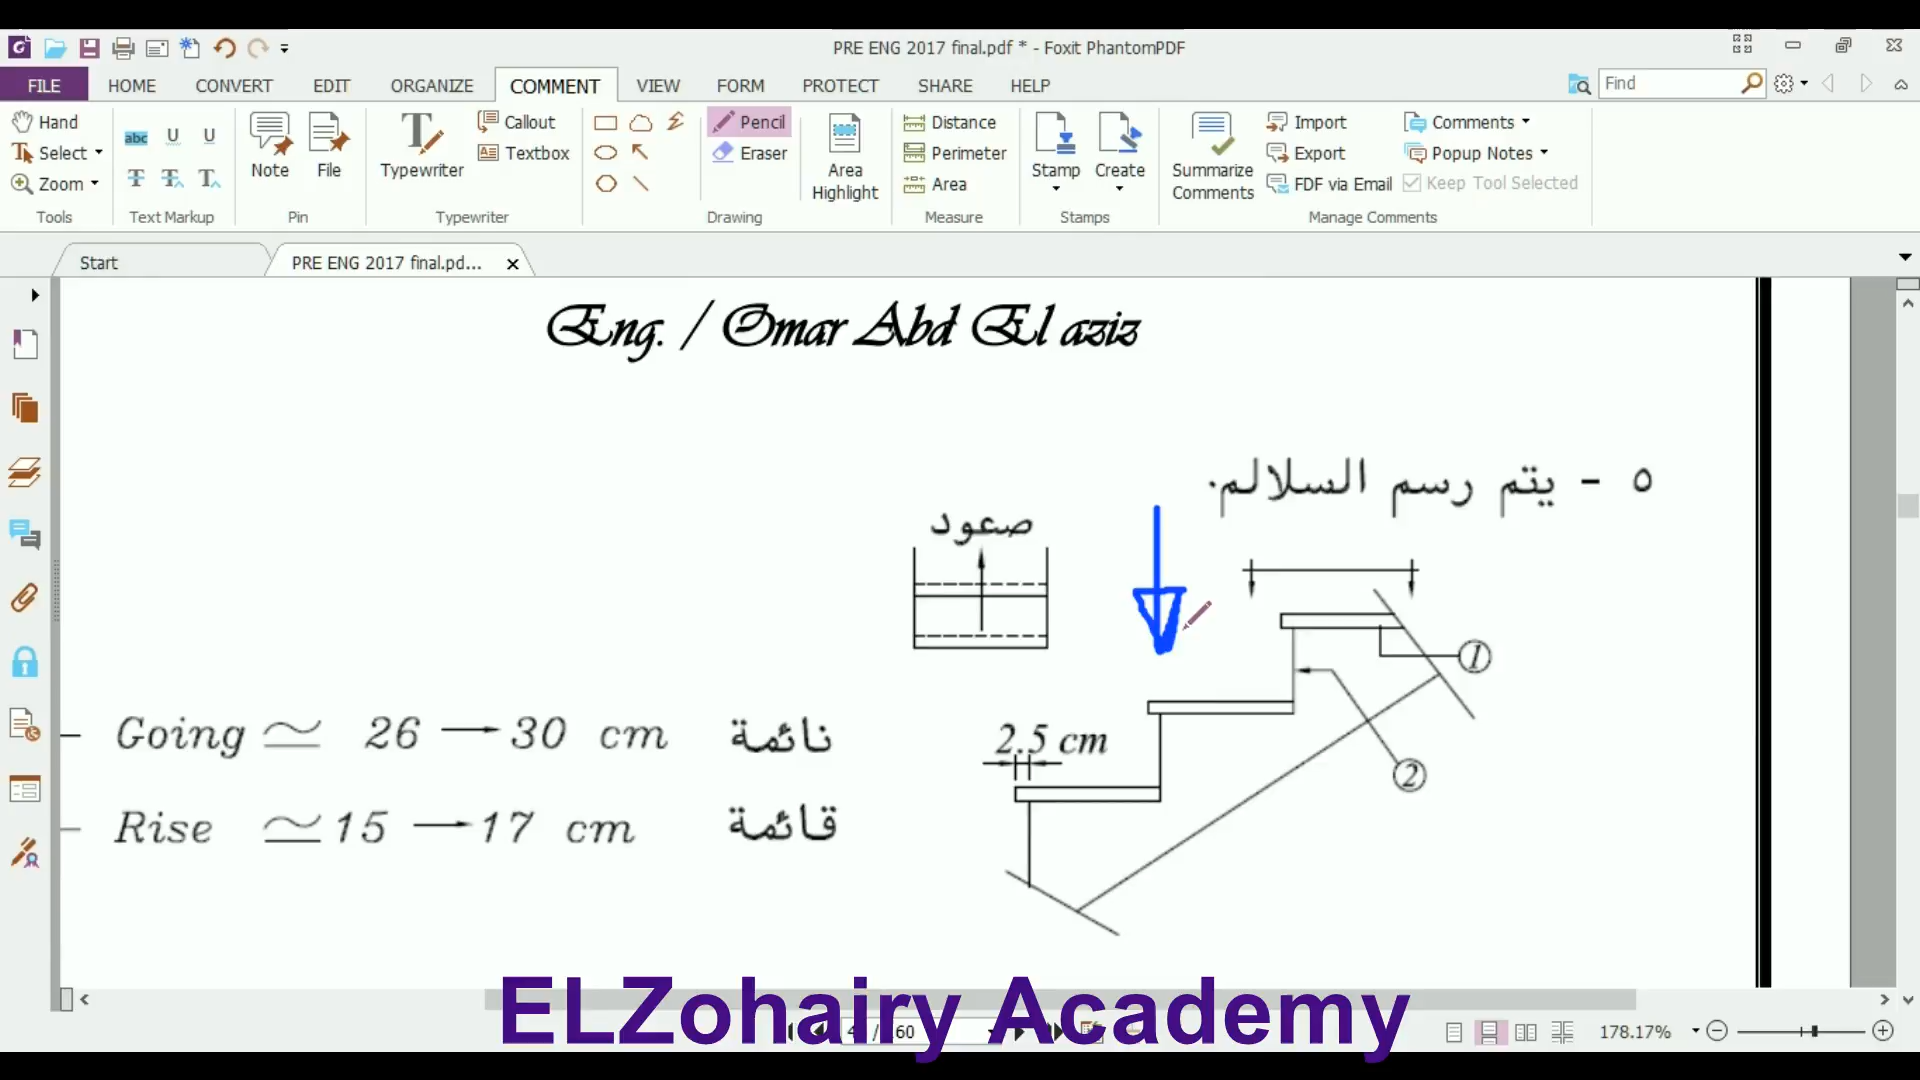 PRE ENG 2017 final.pdf * - Foxit PhantomPDF
FILE HOME CONVERT EDIT ORGANIZE COMMENT VIEW FORM PROTECT SHARE HELP Find
Hand
Select
Zoom
Tools
abc U U
T T T
Text Markup
Note File
Pin
Typewriter
Callout
Textbox
Typewriter
Pencil
Eraser
Drawing
Area
Highlight
Distance
Perimeter
Area
Measure
Stamp Create
Stamps
Summarize
Comments
Import
Export
FDF via Email
Comments
Popup Notes
Keep Tool Selected
Manage Comments
Start PRE ENG 2017 final.pd...
Eng. / Omar Abd El aziz
٥ - يتم رسم السلالم.
صعود
1
2
2.5 cm
Going ≃ 26 → 30 cm نائمة
Rise ≃ 15 → 17 cm قائمة
ELZohairy Academy
/ 60
178.17%